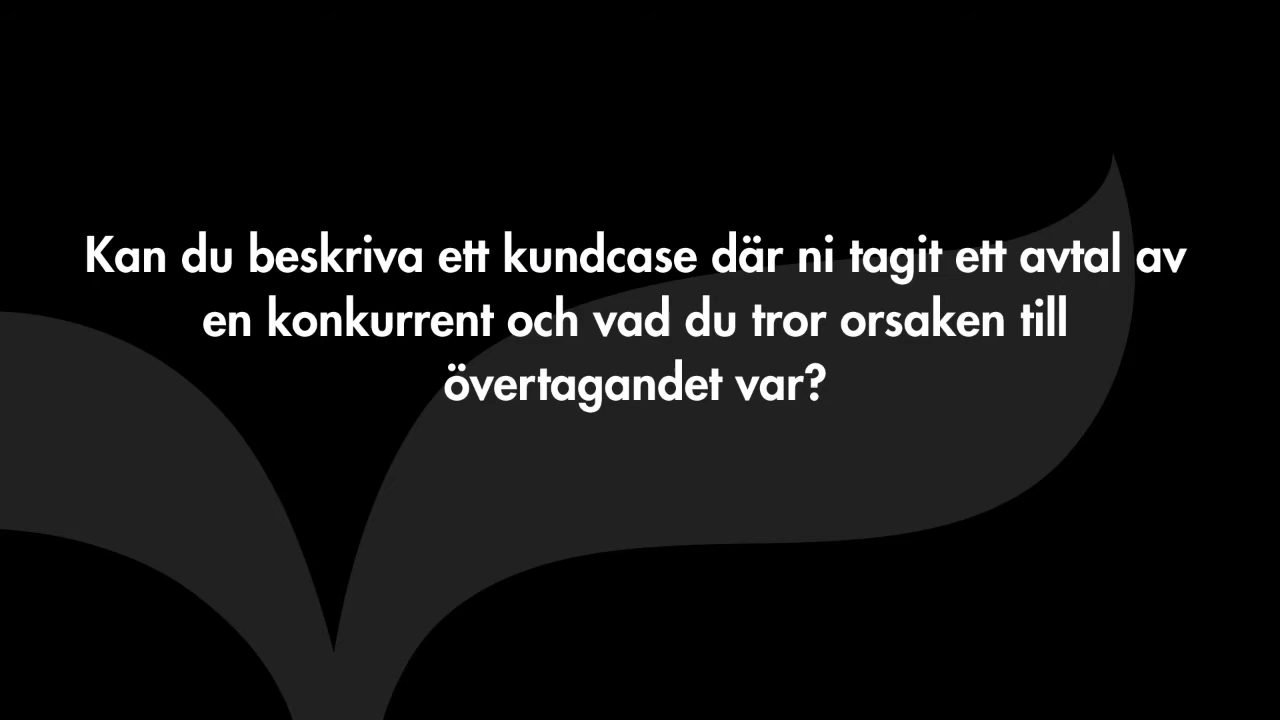 Kan du beskriva ett kundcase där ni tagit ett avtal av
en konkurrent och vad du tror orsaken till
övertagandet var?